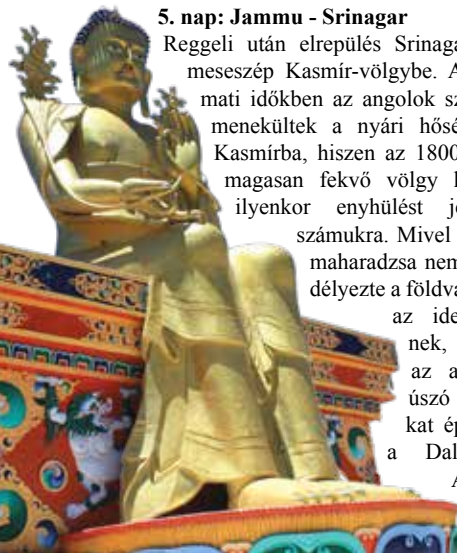 5. nap: Jammu - Srinagar
Reggeli után elrepülés Srinaga
meseszép Kasmír-völgybe. A
mati időkben az angolok sz
menekültek a nyári hősé
Kasmírba, hiszen az 1800
magasan fekvő völgy
ilyenkor enyhülést j
számukra. Mivel
maharadzsa nem
délyezte a földva
az ide
nek,
az a
úszó
kat ép
a Dal
A